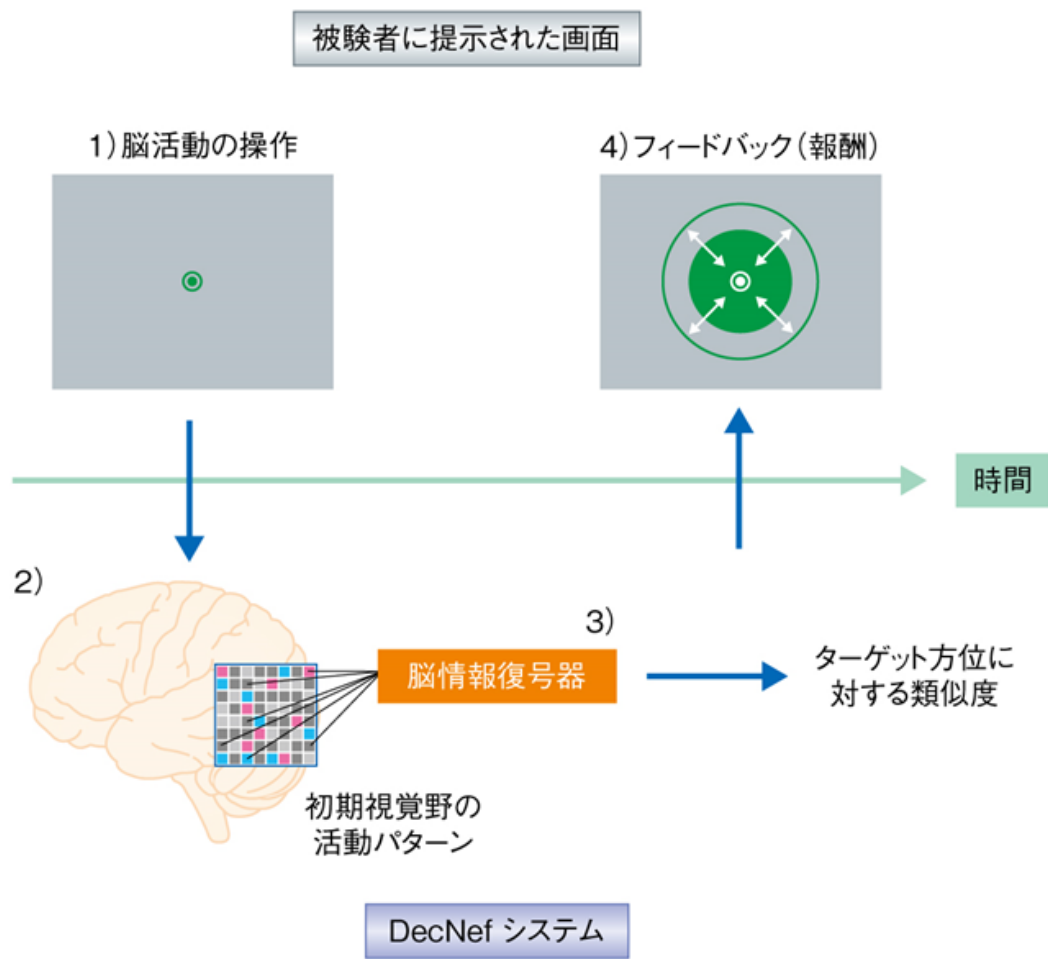 被験者に提示された画面
1)脳活動の操作
4)フィードバック(報酬)
時間
2)
3)
脳情報復号器
ターゲット方位に
対する類似度
初期視覚野の
活動パターン
DecNef システム